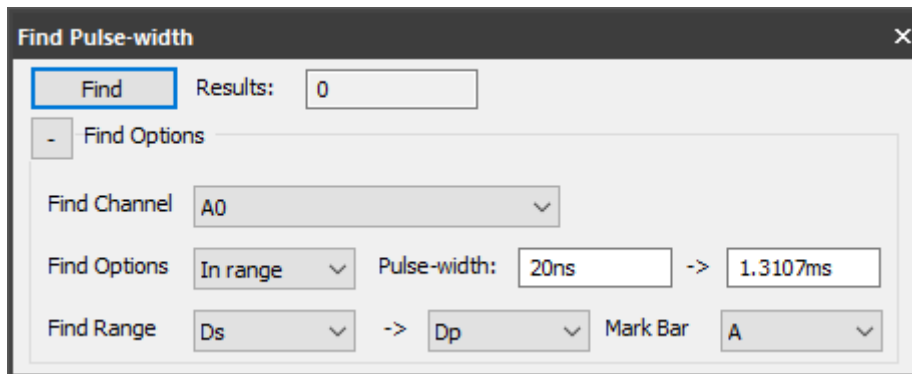 Find Pulse-width ×
Find Results: 0
- Find Options
Find Channel A0
Find Options In range Pulse-width: 20ns -> 1.3107ms
Find Range Ds -> Dp Mark Bar A